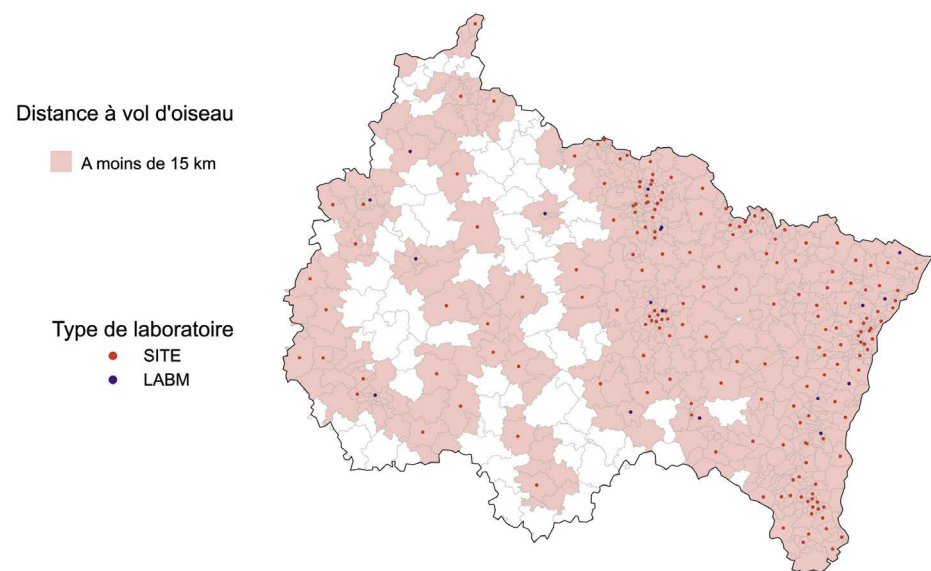 Distance à vol d'oiseau
A moins de 15 km
Type de laboratoire
SITE
LABM